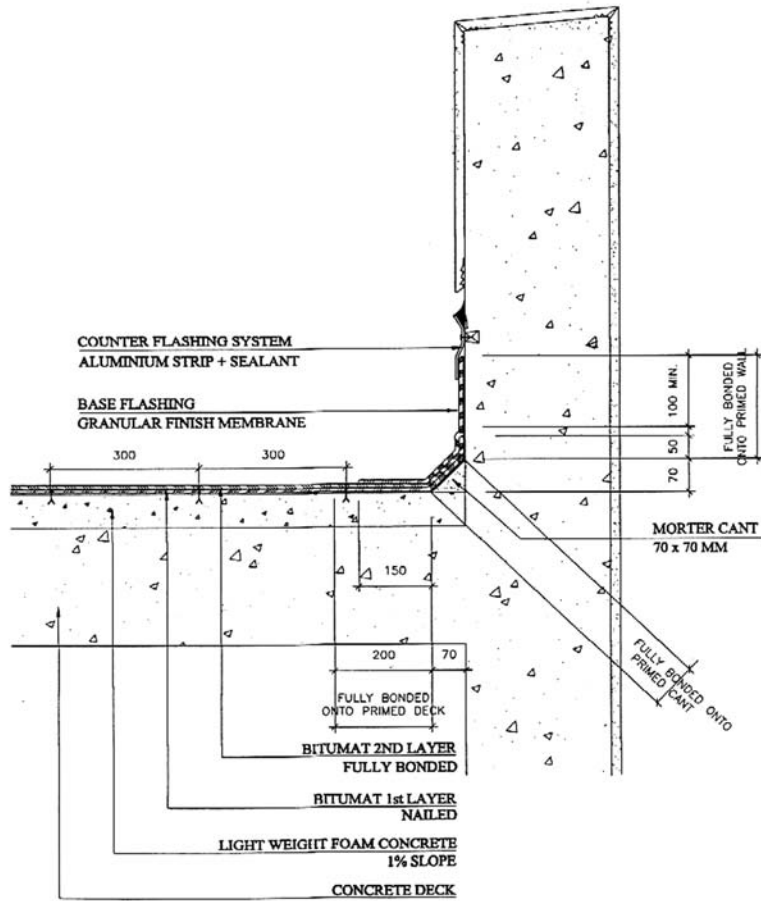 COUNTER FLASHING SYSTEM
ALUMINIUM STRIP + SEALANT
BASE FLASHING
GRANULAR FINISH MEMBRANE
300
300
100 MIN.
50
70
FULLY BONDED
ONTO PRIMED WALL
MORTER CANT
70 x 70 MM
150
200
70
FULLY BONDED
ONTO PRIMED DECK
FULLY BONDED ONTO
PRIMED CANT
BITUMAT 2ND LAYER
FULLY BONDED
BITUMAT 1st LAYER
NAILED
LIGHT WEIGHT FOAM CONCRETE
1% SLOPE
CONCRETE DECK